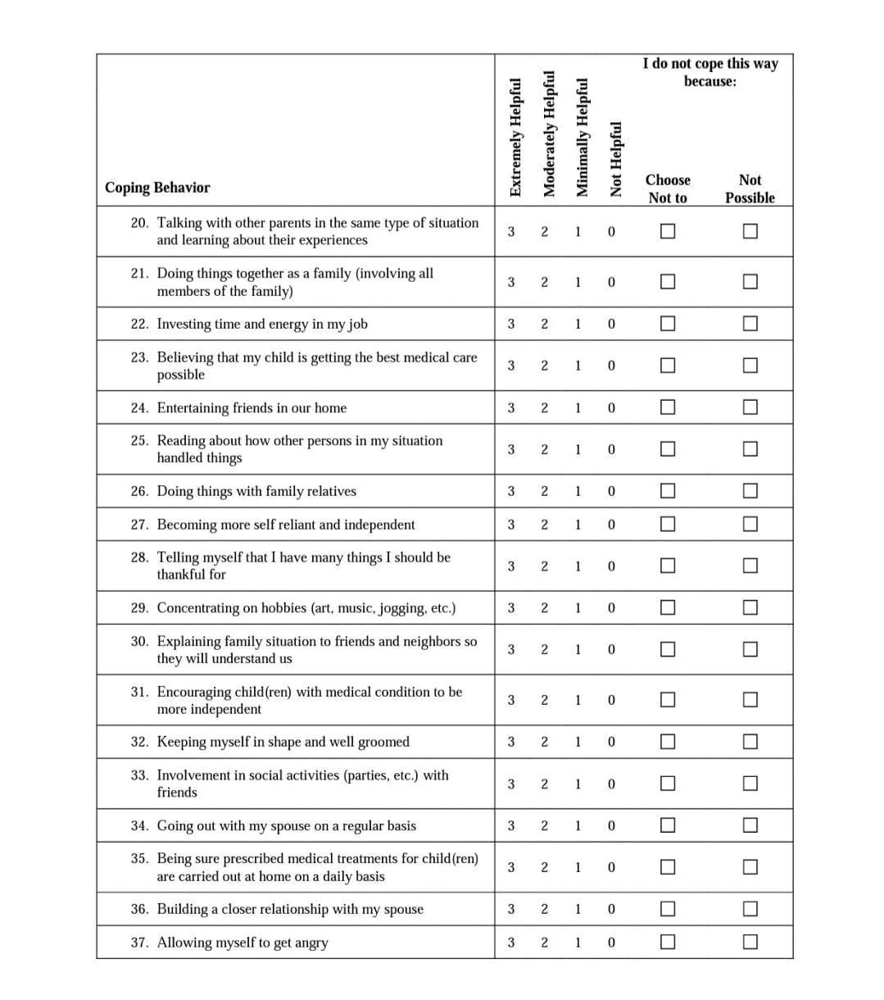 I do not cope this way
because:
Extremely Helpful
Moderately Helpful
Minimally Helpful
Not Helpful
Choose
Not to
Not
Possible
Coping Behavior
20. Talking with other parents in the same type of situation
and learning about their experiences
3 2 1 0 ☐ ☐
21. Doing things together as a family (involving all
members of the family)
3 2 1 0 ☐ ☐
22. Investing time and energy in my job 3 2 1 0 ☐ ☐
23. Believing that my child is getting the best medical care
possible
3 2 1 0 ☐ ☐
24. Entertaining friends in our home 3 2 1 0 ☐ ☐
25. Reading about how other persons in my situation
handled things
3 2 1 0 ☐ ☐
26. Doing things with family relatives 3 2 1 0 ☐ ☐
27. Becoming more self reliant and independent 3 2 1 0 ☐ ☐
28. Telling myself that I have many things I should be
thankful for
3 2 1 0 ☐ ☐
29. Concentrating on hobbies (art, music, jogging, etc.) 3 2 1 0 ☐ ☐
30. Explaining family situation to friends and neighbors so
they will understand us
3 2 1 0 ☐ ☐
31. Encouraging child(ren) with medical condition to be
more independent
3 2 1 0 ☐ ☐
32. Keeping myself in shape and well groomed 3 2 1 0 ☐ ☐
33. Involvement in social activities (parties, etc.) with
friends
3 2 1 0 ☐ ☐
34. Going out with my spouse on a regular basis 3 2 1 0 ☐ ☐
35. Being sure prescribed medical treatments for child(ren)
are carried out at home on a daily basis
3 2 1 0 ☐ ☐
36. Building a closer relationship with my spouse 3 2 1 0 ☐ ☐
37. Allowing myself to get angry 3 2 1 0 ☐ ☐